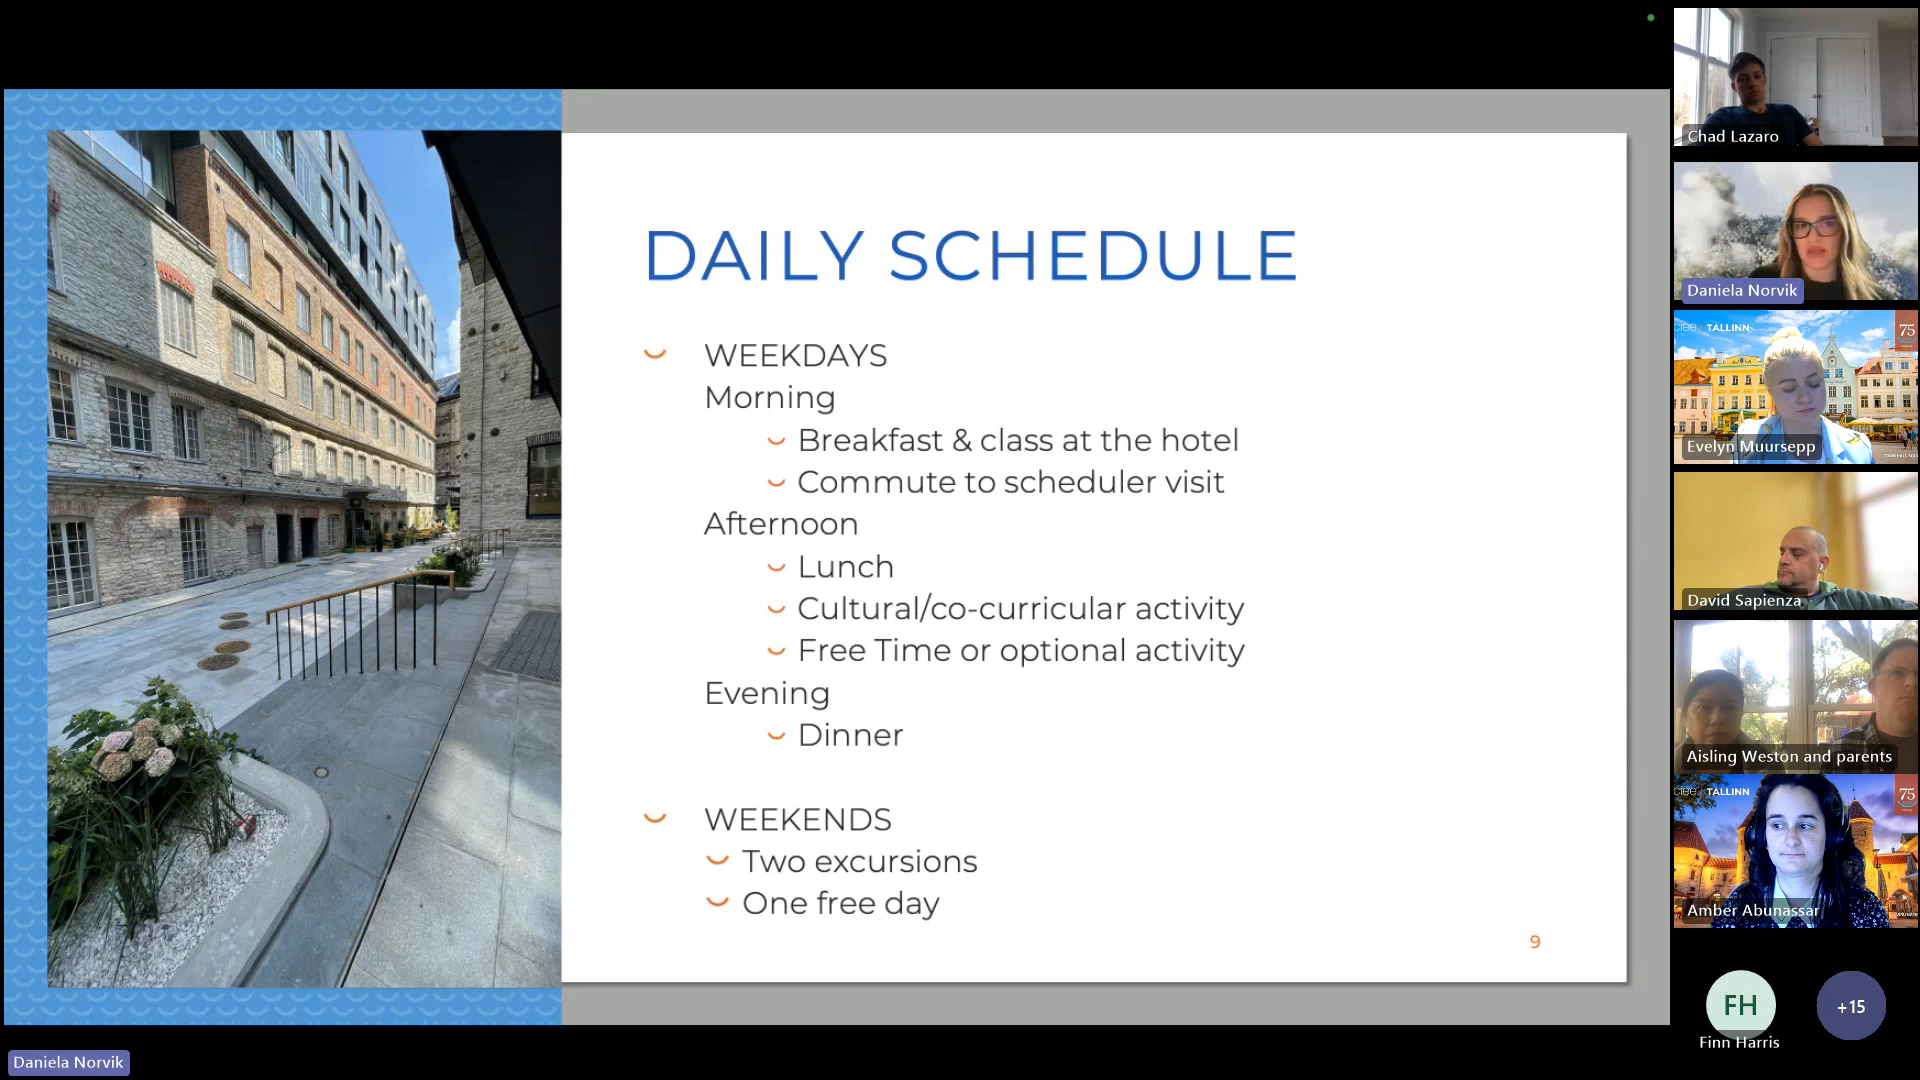 DAILY SCHEDULE
WEEKDAYS
Morning
Breakfast & class at the hotel
Commute to scheduler visit
Afternoon
Lunch
Cultural/co-curricular activity
Free Time or optional activity
Evening
Dinner
WEEKENDS
Two excursions
One free day
9
Daniela Norvik
Chad Lazaro
Daniela Norvik
ciee TALLINN
75
Evelyn Muursepp
David Sapienza
Aisling Weston and parents
ciee TALLINN
75
Amber Abunassar
FH
+15
Finn Harris